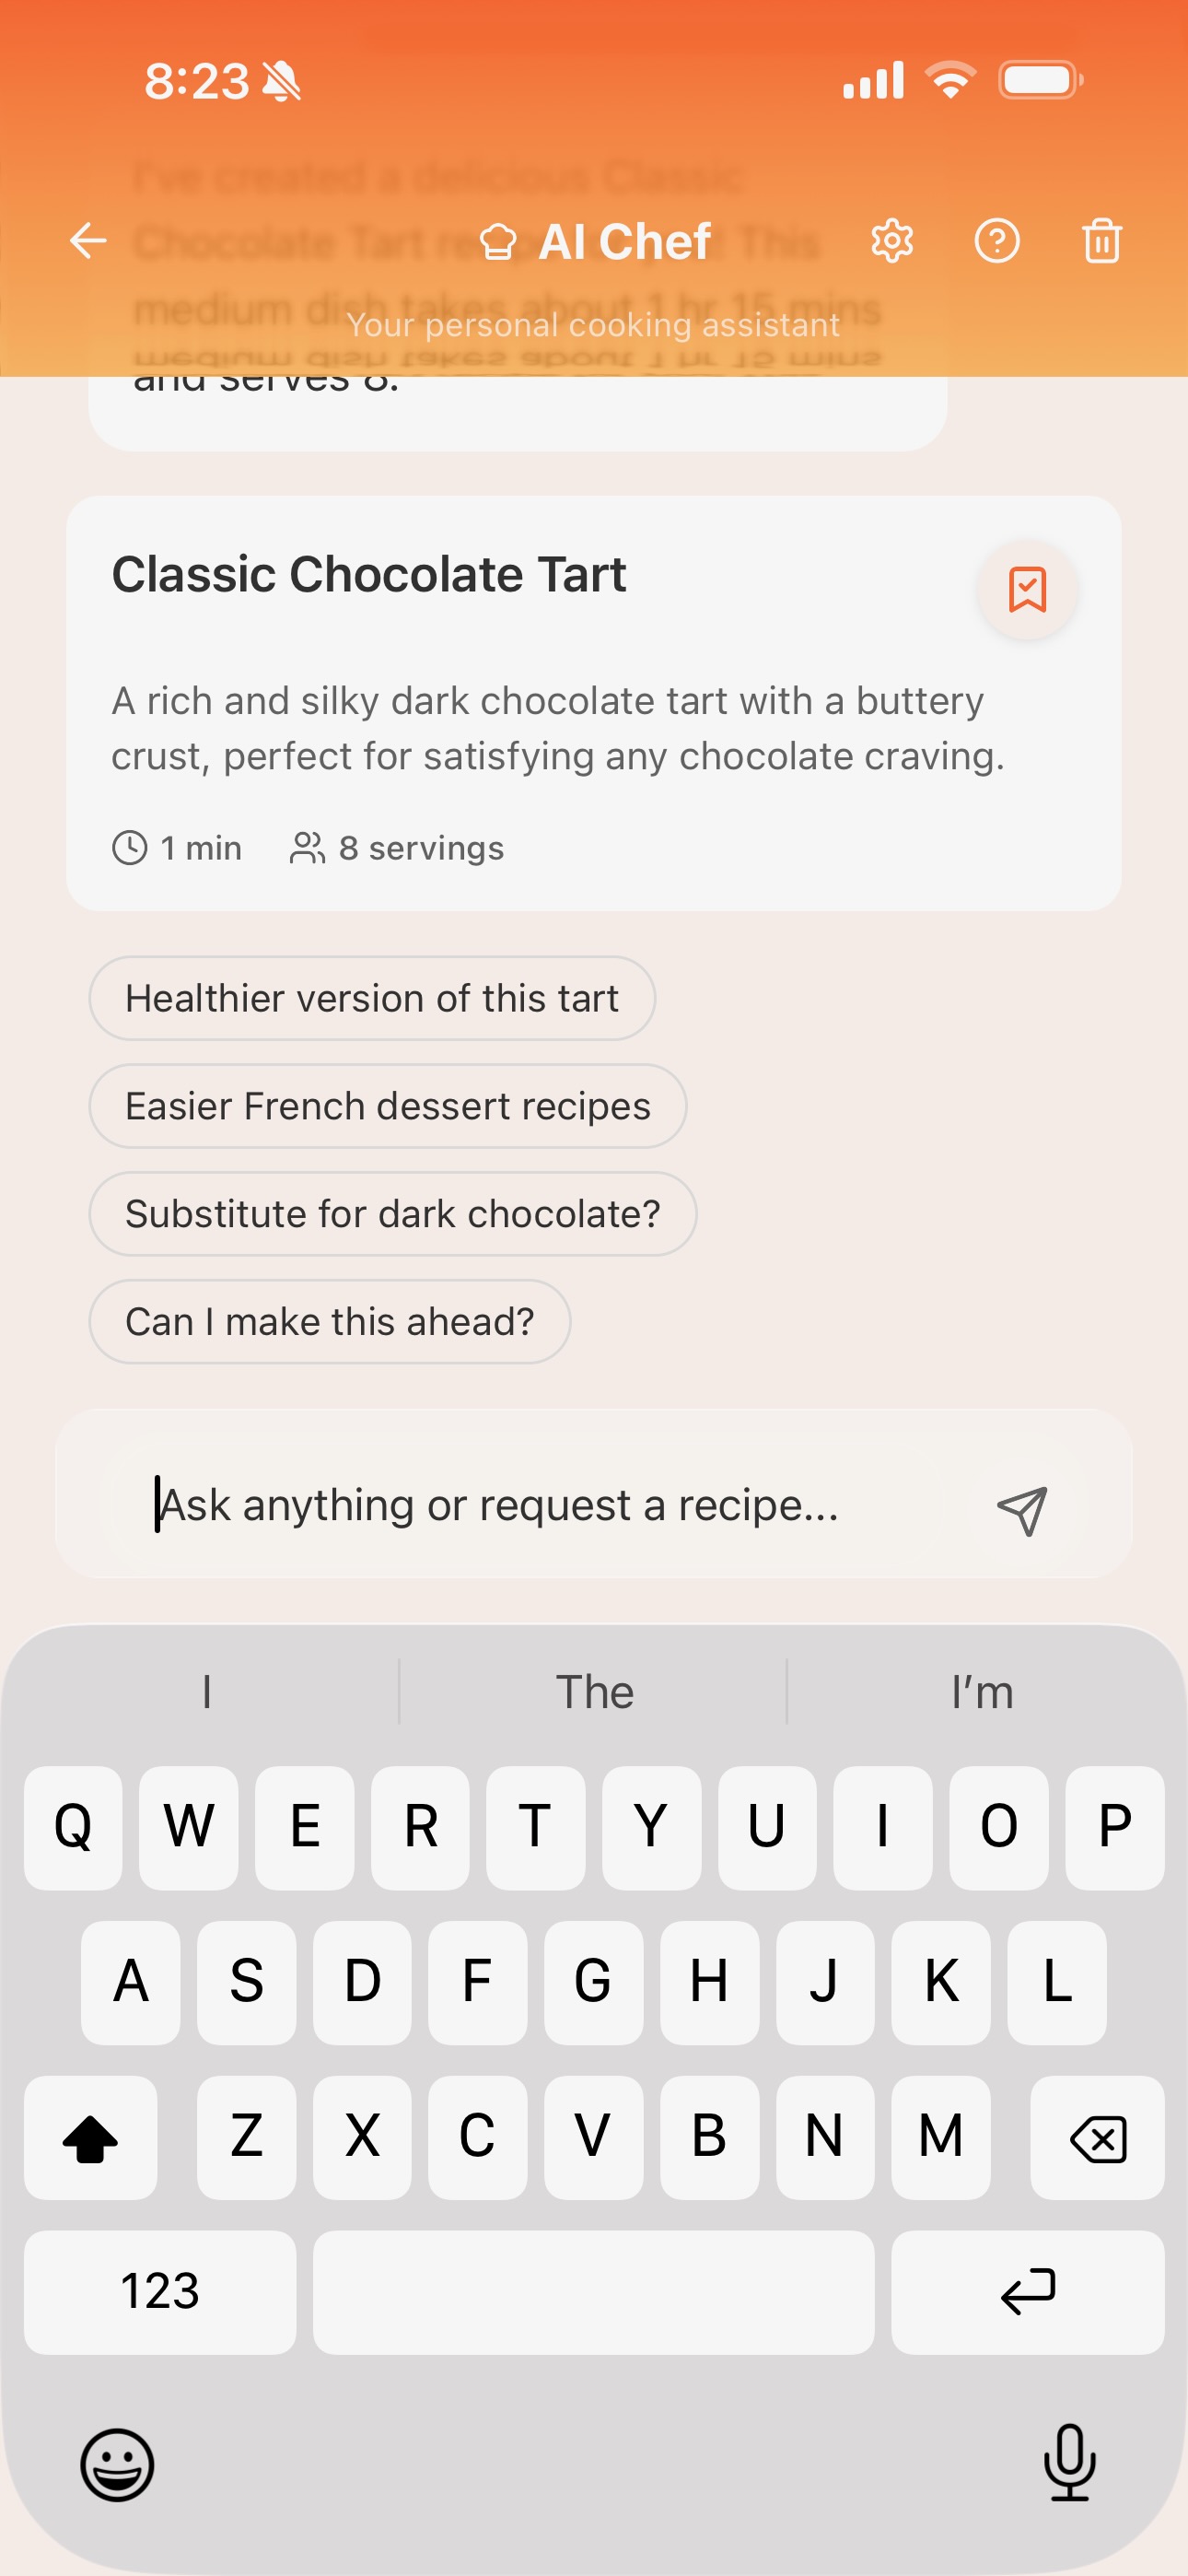 8:23
I've created a delicious Classic
Chocolate Tart
This
AI Chef
medium dish takes about 1 hr 15 mins
Your personal cooking assistant
and serves 8.
Classic Chocolate Tart
A rich and silky dark chocolate tart with a buttery
crust, perfect for satisfying any chocolate craving.
1 min 8 servings
Healthier version of this tart
Easier French dessert recipes
Substitute for dark chocolate?
Can I make this ahead?
Ask anything or request a recipe...
I The I'm
Q W E R T Y U I O P
A S D F G H J K L
Z X C V B N M
123